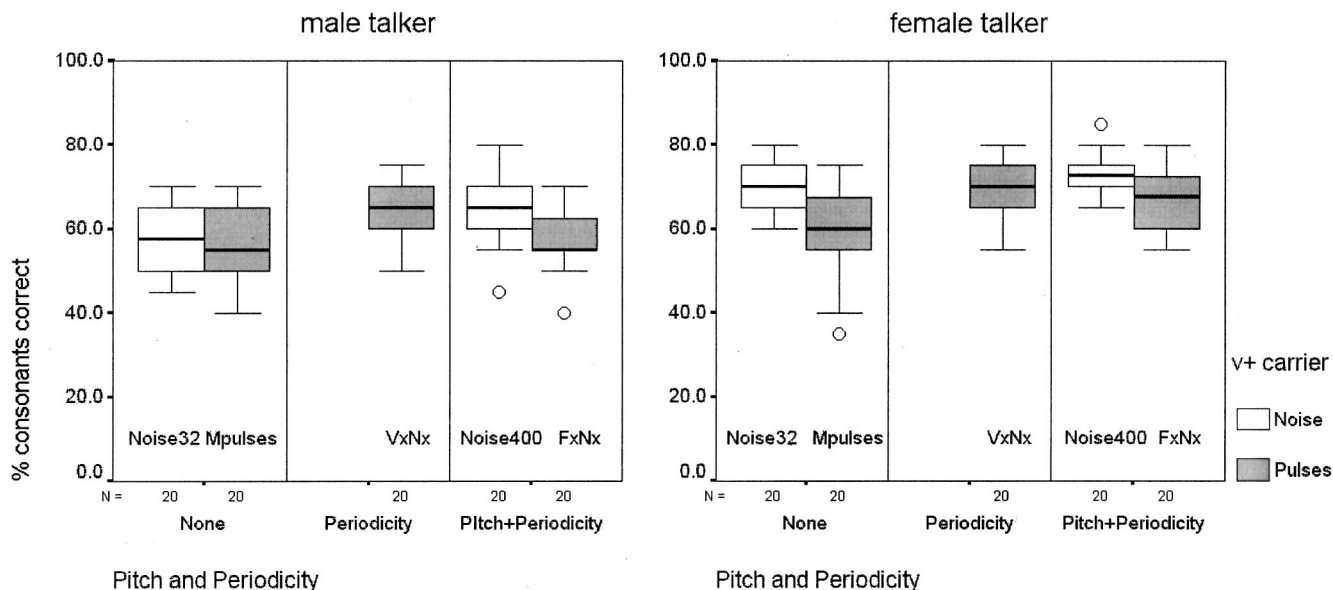 male talker
% consonants correct
100.0
80.0
60.0
40.0
20.0
0.0
Noise32 Mpulses VxNx Noise400 FxNx
N = 20 20 20 20 20
None Periodicity PItch+Periodicity
Pitch and Periodicity
female talker
100.0
80.0
60.0
40.0
20.0
0.0
Noise32 Mpulses VxNx Noise400 FxNx
N = 20 20 20 20 20
None Periodicity Pitch+Periodicity
Pitch and Periodicity
v+ carrier
Noise
Pulses